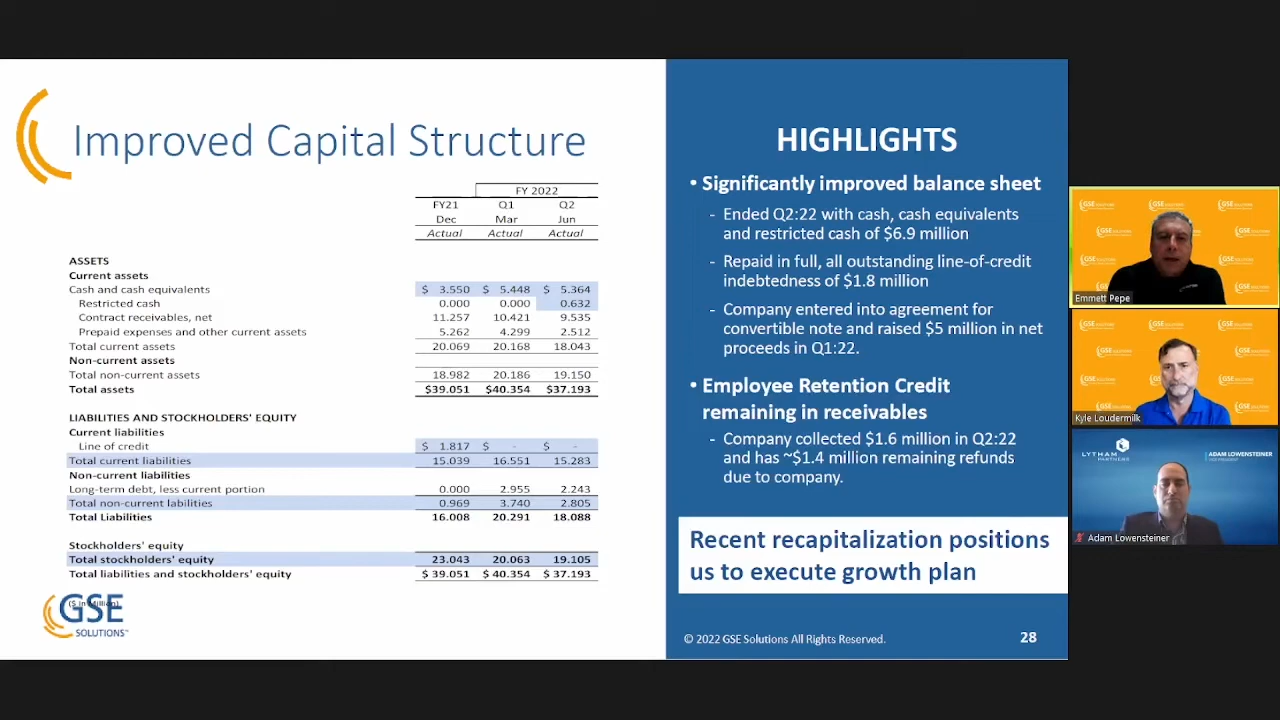 Improved Capital Structure
FY 2022
FY21 Q1 Q2
Dec Mar Jun
Actual Actual Actual
ASSETS
Current assets
Cash and cash equivalents $ 3.550 $ 5.448 $ 5.364
Restricted cash 0.000 0.000 0.632
Contract receivables, net 11.257 10.421 9.535
Prepaid expenses and other current assets 5.262 4.299 2.512
Total current assets 20.069 20.168 18.043
Non-current assets
Total non-current assets 18.982 20.186 19.150
Total assets $39.051 $40.354 $37.193
LIABILITIES AND STOCKHOLDERS' EQUITY
Current liabilities
Line of credit $ 1.817 $ - $ -
Total current liabilities 15.039 16.551 15.283
Non-current liabilities
Long-term debt, less current portion 0.000 2.955 2.243
Total non-current labilities 0.969 3.740 2.805
Total Liabilities 16.008 20.291 18.088
Stockholders' equity
Total stockholders' equity 23.043 20.063 19.105
Total liabilities and stockholders' equity $ 39.051 $ 40.354 $ 37.193
($ in Million)
GSE
SOLUTIONS™
HIGHLIGHTS
• Significantly improved balance sheet
- Ended Q2:22 with cash, cash equivalents
and restricted cash of $6.9 million
- Repaid in full, all outstanding line-of-credit
indebtedness of $1.8 million
- Company entered into agreement for
convertible note and raised $5 million in net
proceeds in Q1:22.
• Employee Retention Credit
remaining in receivables
- Company collected $1.6 million in Q2:22
and has ~$1.4 million remaining refunds
due to company.
Recent recapitalization positions
us to execute growth plan
© 2022 GSE Solutions All Rights Reserved. 28
Emmett Pepe
Kyle Loudermilk
LYTHAM
PARTNERS
ADAM LOWENSTEINER
VICE PRESIDENT
Adam Lowensteiner